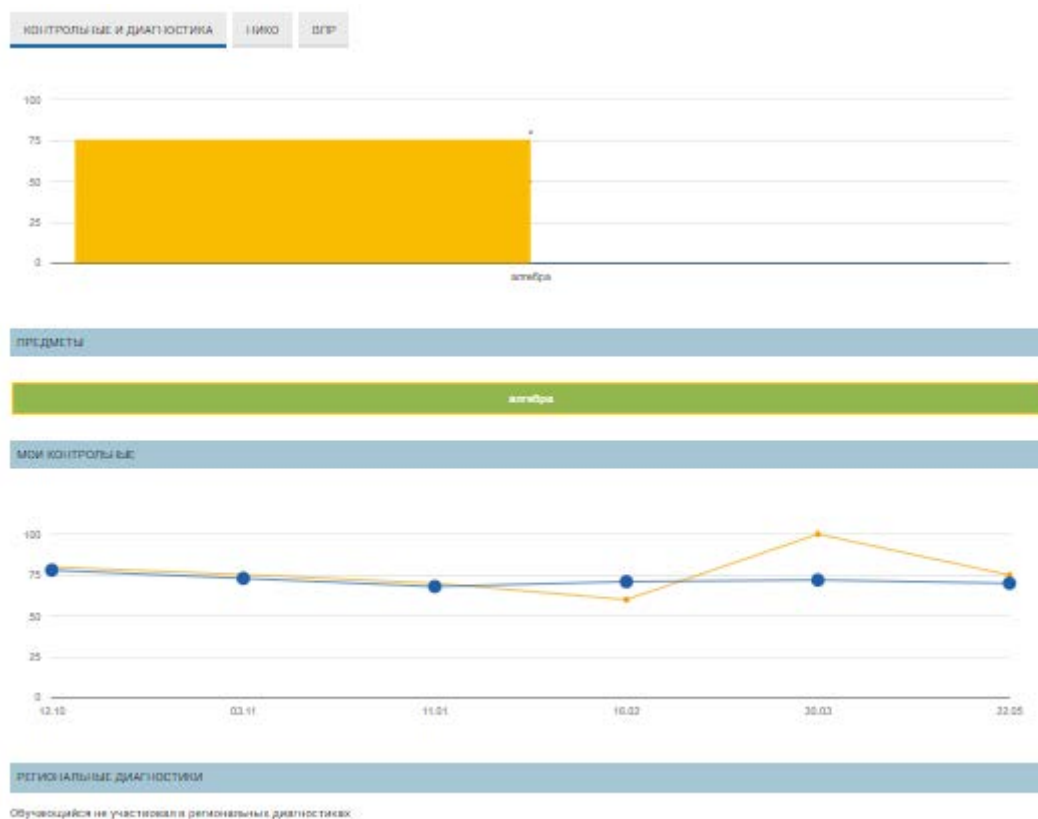 КОНТРОЛЬНЫЕ И ДИАГНОСТИКА НИКО ВПР
100
75
50
25
0
алгебра
ПРЕДМЕТЫ
алгебра
МОИ КОНТРОЛЬНЫЕ
100
75
50
25
0
12.10 03.11 11.01 16.02 30.03 22.05
РЕГИОНАЛЬНЫЕ ДИАГНОСТИКИ
Обучающийся не участвовал в региональных диагностиках